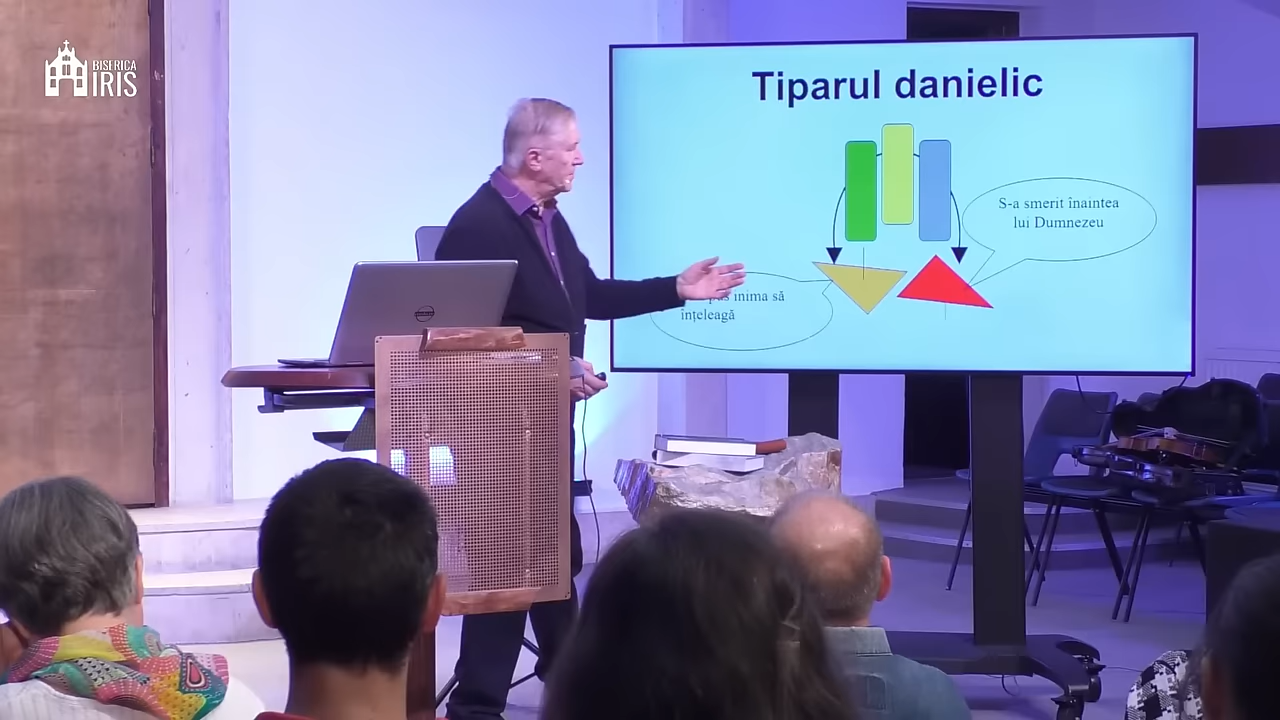 BISERICA
IRIS
Tiparul danielic
S-a smerit înaintea
lui Dumnezeu
inima să
înțeleagă